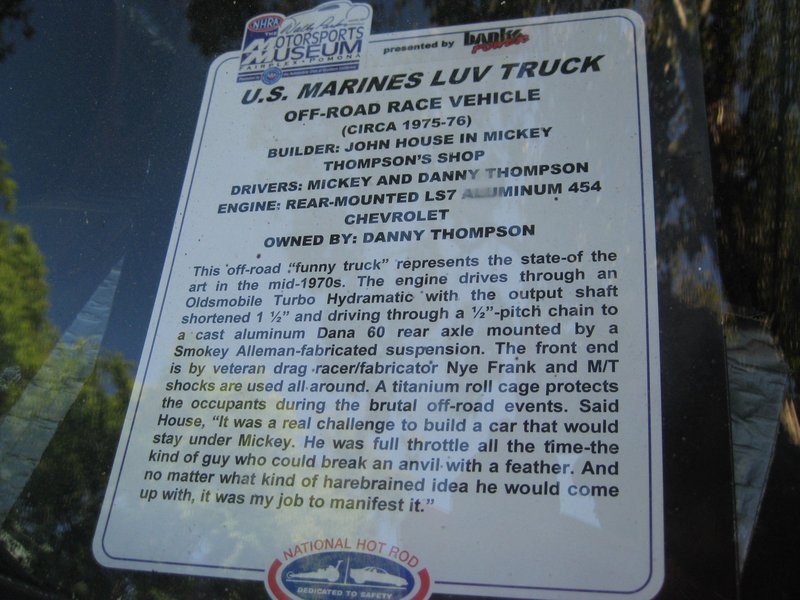 NHRA
Wally Parks
THE MOTORSPORTS
MUSEUM
FAIRPLEX • POMONA
presented by banks
POWER
U.S. MARINES LUV TRUCK
OFF-ROAD RACE VEHICLE
(CIRCA 1975-76)
BUILDER: JOHN HOUSE IN MICKEY
THOMPSON'S SHOP
DRIVERS: MICKEY AND DANNY THOMPSON
ENGINE: REAR-MOUNTED LS7 ALUMINUM 454
CHEVROLET
OWNED BY: DANNY THOMPSON
This off-road "funny truck" represents the state-of the
art in the mid-1970s. The engine drives through an
Oldsmobile Turbo Hydramatic with the output shaft
shortened 1 ½" and driving through a ½"-pitch chain to
a cast aluminum Dana 60 rear axle mounted by a
Smokey Alleman-fabricated suspension. The front end
is by veteran drag racer/fabricator Nye Frank and M/T
shocks are used all around. A titanium roll cage protects
the occupants during the brutal off-road events. Said
House, "It was a real challenge to build a car that would
stay under Mickey. He was full throttle all the time-the
kind of guy who could break an anvil with a feather. And
no matter what kind of harebrained idea he would come
up with, it was my job to manifest it."
NATIONAL HOT ROD
DEDICATED TO SAFETY